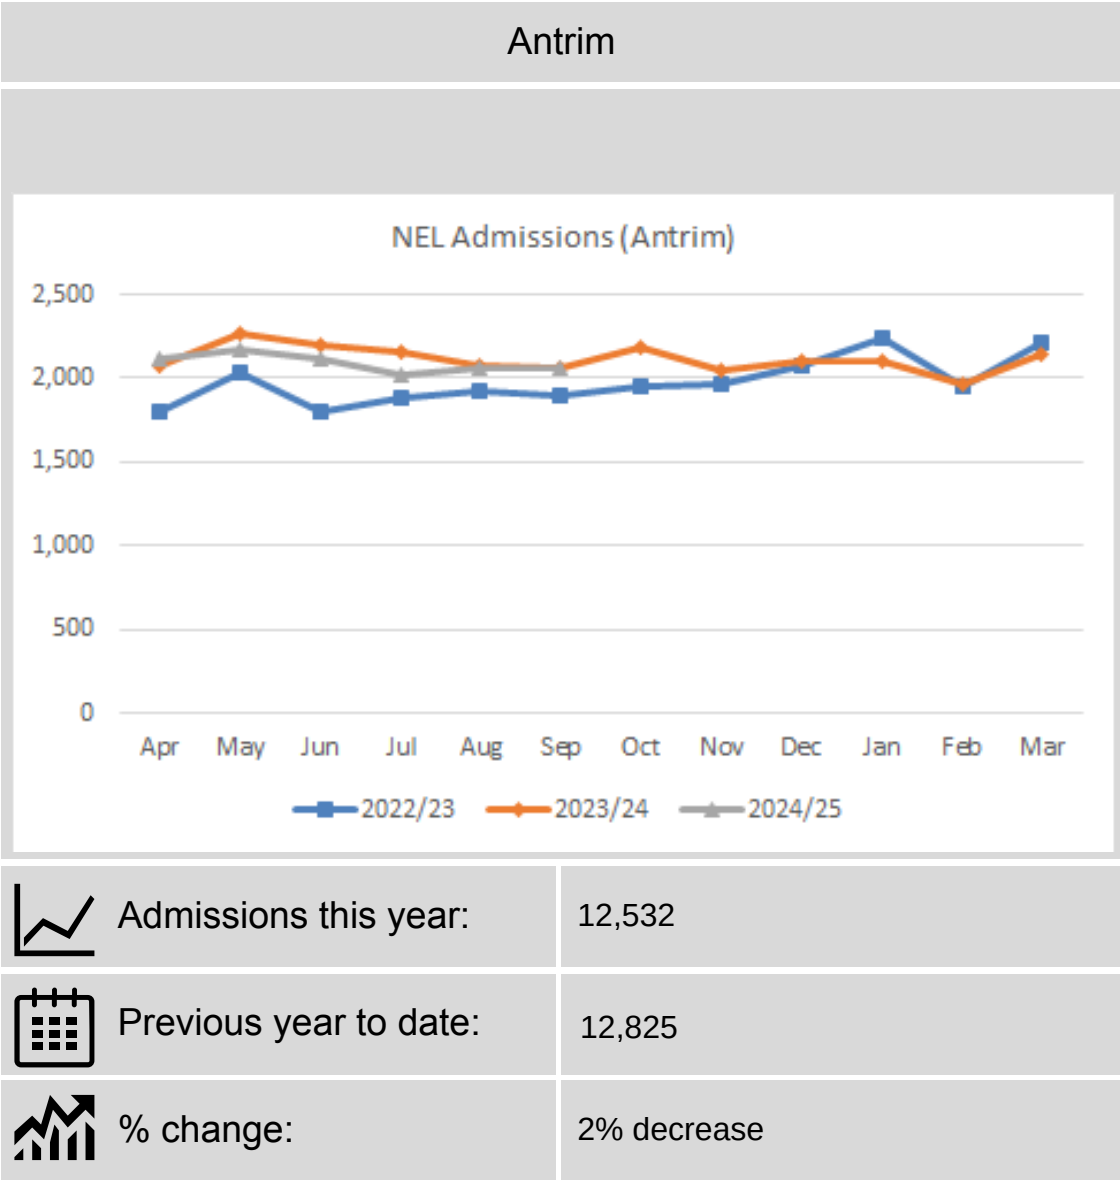 Antrim
NEL Admissions (Antrim)
2,500
2,000
1,500
1,000
500
0
Apr May Jun Jul Aug Sep Oct Nov Dec Jan Feb Mar
2022/23 2023/24 2024/25
Admissions this year: 12,532
Previous year to date: 12,825
% change: 2% decrease